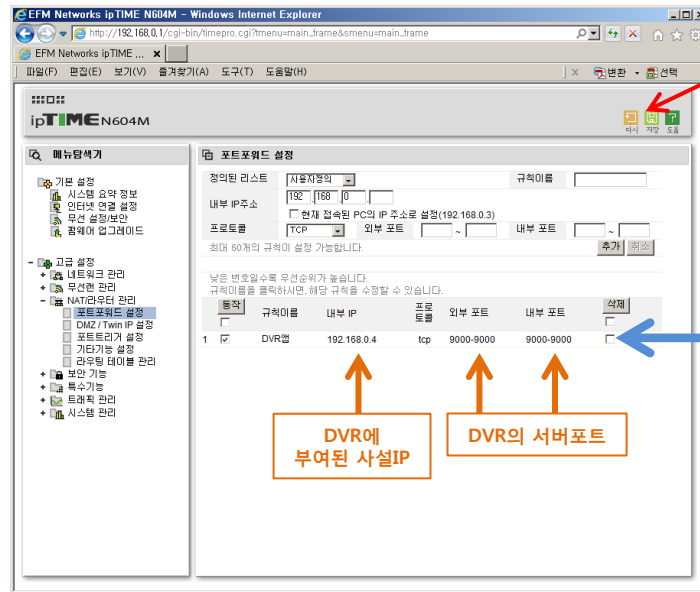 EFM Networks ipTIME N604M - Windows Internet Explorer
http://192.168.0.1/cgi-bin/timepro.cgi?tmenu=main_frame&smenu=main_frame
EFM Networks ipTIME ...
파일(F) 편집(E) 보기(V) 즐겨찾기(A) 도구(T) 도움말(H)
변환 선택
ipTIME N604M
다시 저장 도움
메뉴탐색기
기본 설정
시스템 요약 정보
인터넷 연결 설정
무선 설정/보안
펌웨어 업그레이드
고급 설정
네트워크 관리
무선랜 관리
NAT/라우터 관리
포트포워드 설정
DMZ / Twin IP 설정
포트트리거 설정
기타기능 설정
라우팅 테이블 관리
보안 기능
특수기능
트래픽 관리
시스템 관리
포트포워드 설정
정의된 리스트 사용자정의 규칙이름
내부 IP주소 192 . 168 . 0 .
현재 접속된 PC의 IP 주소로 설정(192.168.0.3)
프로토콜 TCP 외부 포트 ~ 내부 포트 ~
최대 60개의 규칙이 설정 가능합니다. 추가 취소
낮은 번호일수록 우선순위가 높습니다.
규칙이름을 클릭하시면, 해당 규칙을 수정할 수 있습니다.
동작 규칙이름 내부 IP 프로토콜 외부 포트 내부 포트 삭제
1 DVR앱 192.168.0.4 tcp 9000-9000 9000-9000
DVR에
부여된 사설IP
DVR의 서버포트